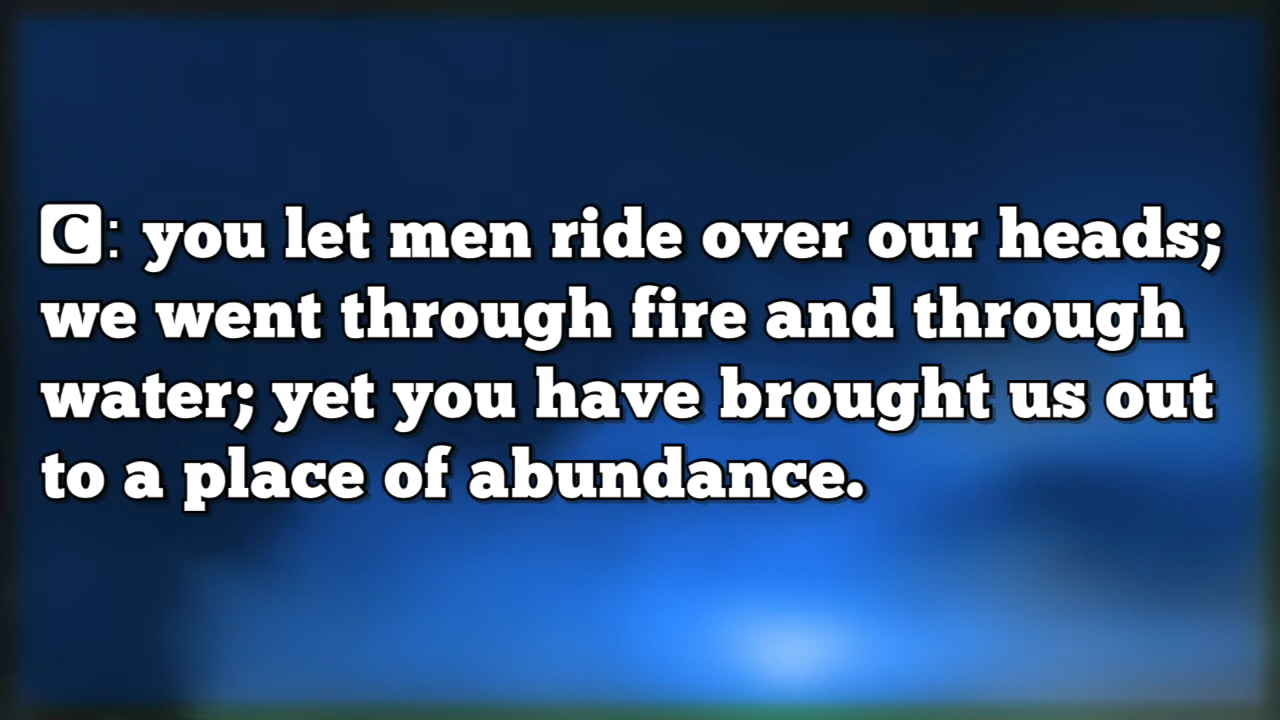 C: you let men ride over our heads;
we went through fire and through
water; yet you have brought us out
to a place of abundance.